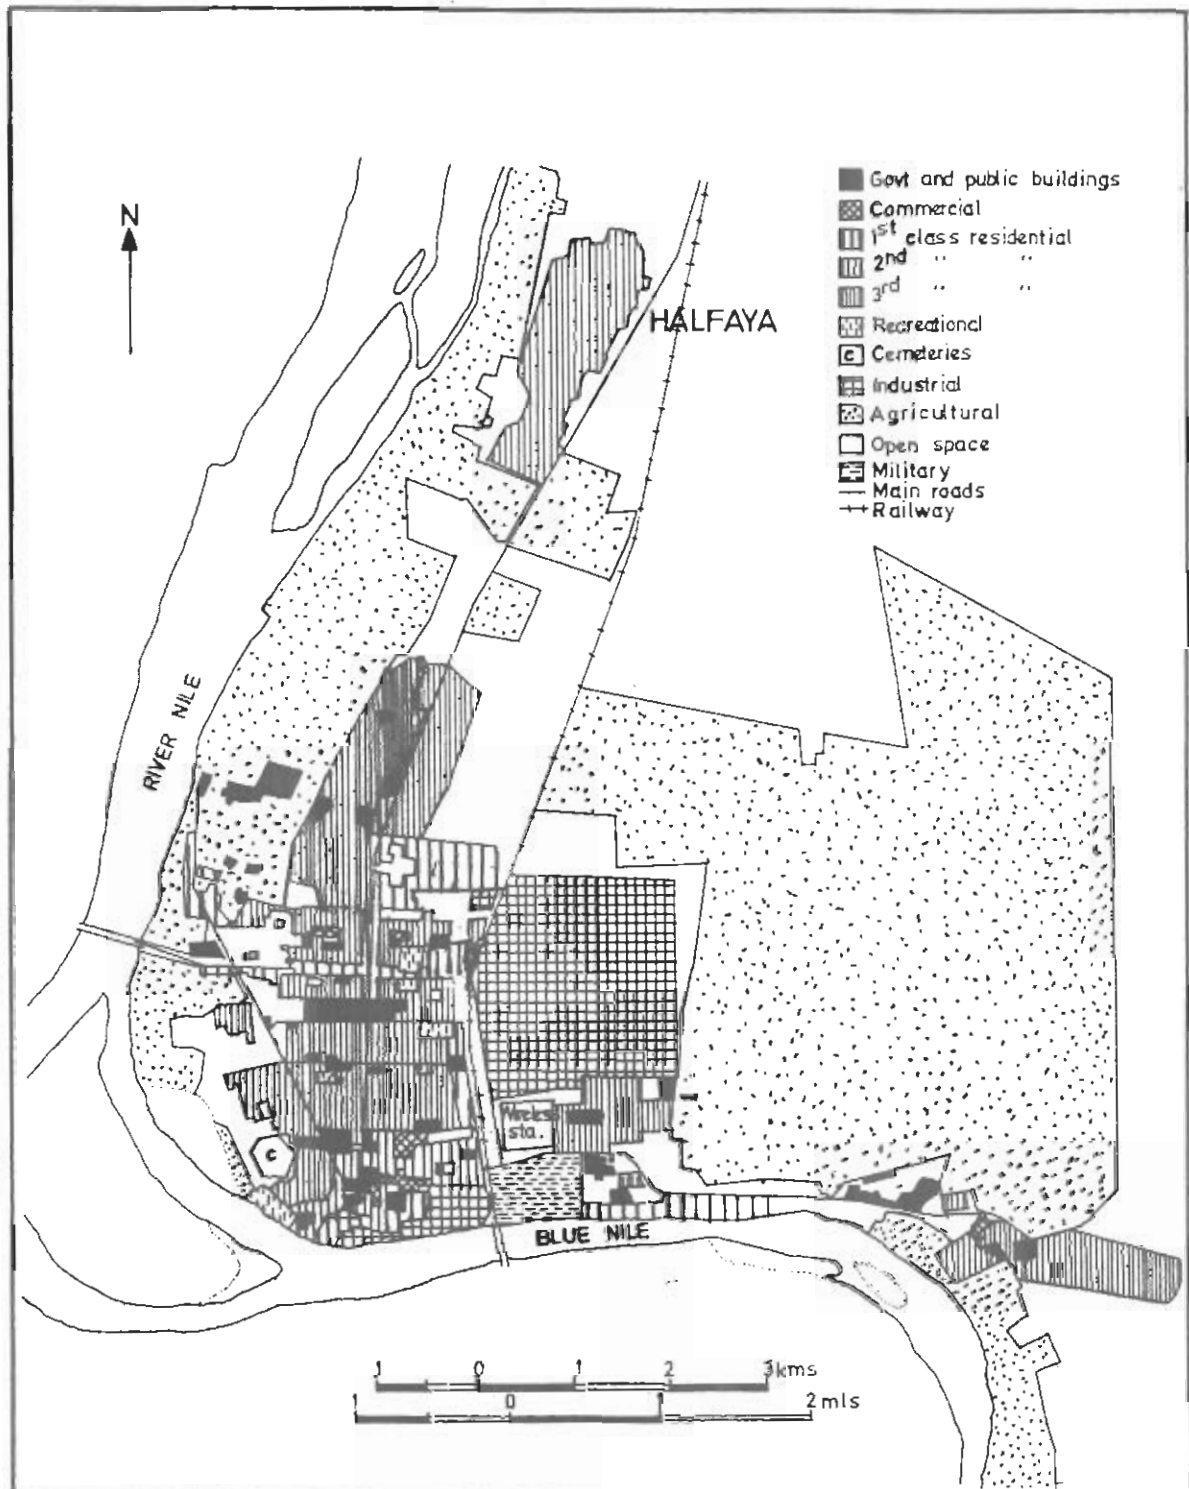 N
Govt and public buildings
Commercial
1st class residential
2nd " "
3rd " "
Recreational
C Cemeteries
Industrial
Agricultural
Open space
Military
Main roads
Railway
HALFAYA
RIVER NILE
Wireless
sta.
C
BLUE NILE
1 0 1 2 3kms
1 0 1 2 mls